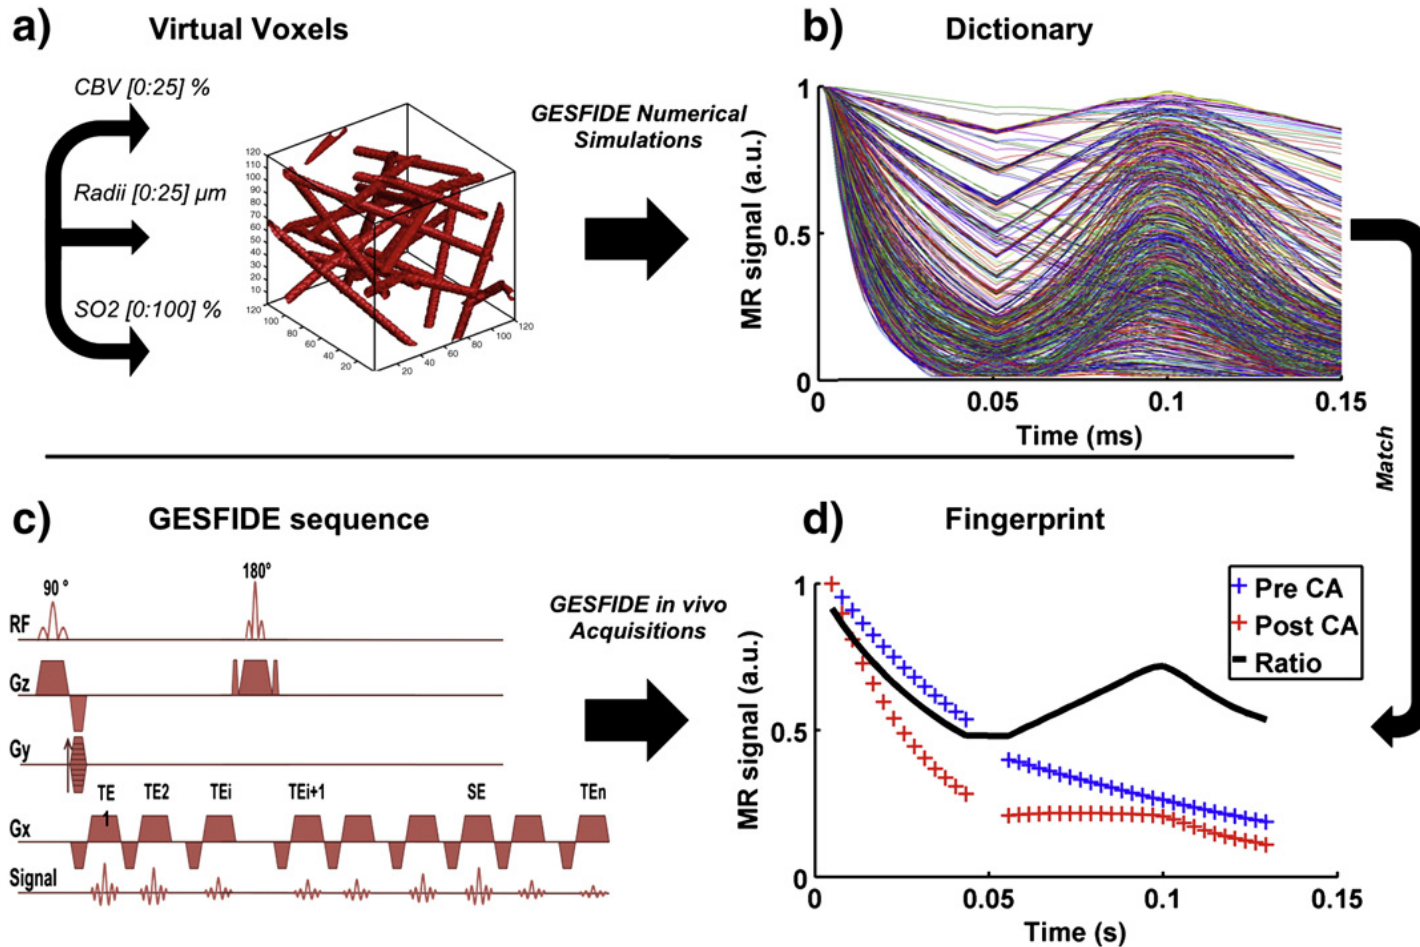 a) Virtual Voxels
CBV [0:25] %
Radii [0:25] µm
SO2 [0:100] %
120
110
100
90
80
70
60
50
40
30
20
10
120
100
80
60
40
20
20
40
60
80
100
120
GESFIDE Numerical
Simulations
b) Dictionary
MR signal (a.u.)
1
0.5
0
0 0.05 0.1 0.15
Time (ms)
Match
c) GESFIDE sequence
90 °
180°
RF
Gz
Gy
TE
1
TE2
TEi
TEi+1
SE
TEn
Gx
Signal
GESFIDE in vivo
Acquisitions
d) Fingerprint
MR signal (a.u.)
1
0.5
0
Pre CA
Post CA
Ratio
0 0.05 0.1 0.15
Time (s)